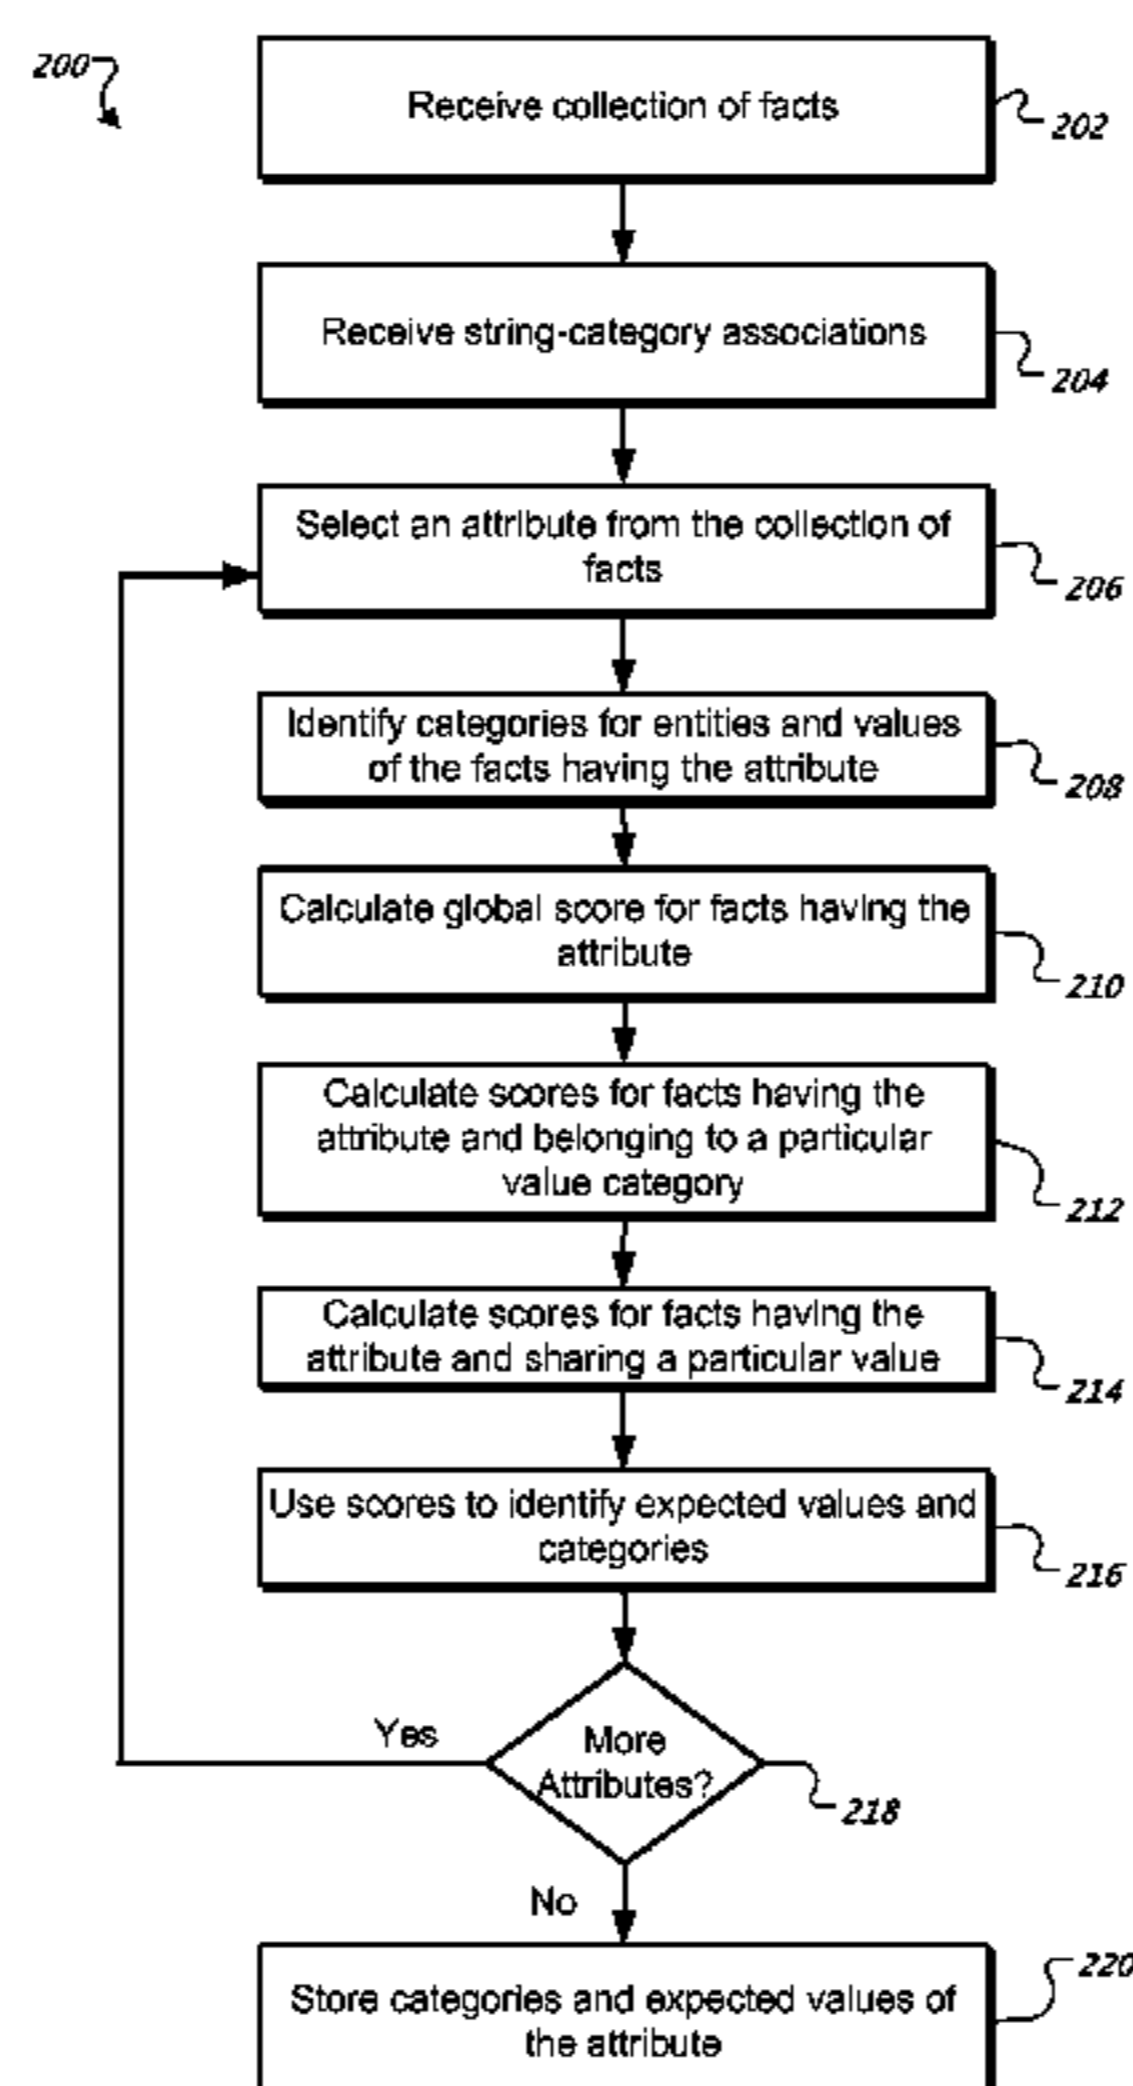 200
Receive collection of facts
202
Receive string-category associations
204
Select an attribute from the collection of
facts
206
Identify categories for entities and values
of the facts having the attribute
208
Calculate global score for facts having the
attribute
210
Calculate scores for facts having the
attribute and belonging to a particular
value category
212
Calculate scores for facts having the
attribute and sharing a particular value
214
Use scores to identify expected values and
categories
216
Yes
More
Attributes?
218
No
220
Store categories and expected values of
the attribute